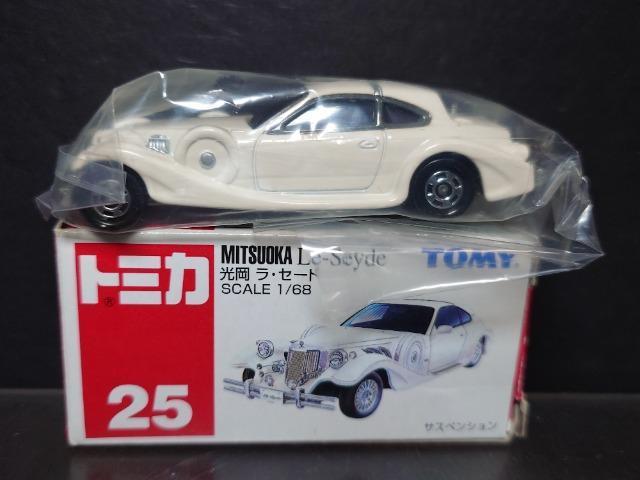 トミカ
®
25
MITSUOKA Le-Seyde
光岡 ラ・セード
SCALE 1/68
TOMY
サスペンション